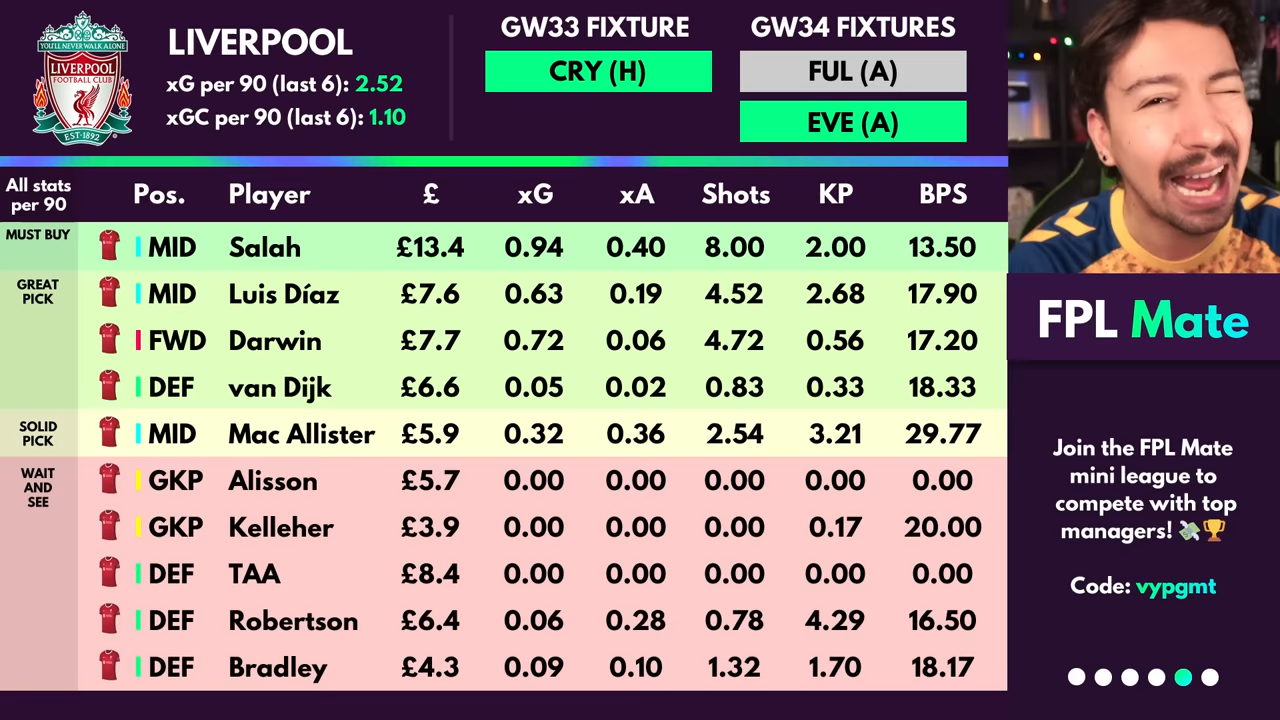 YOU'LL NEVER WALK ALONE
LIVERPOOL
FOOTBALL CLUB
EST·1892
LIVERPOOL
xG per 90 (last 6): 2.52
xGC per 90 (last 6): 1.10
GW33 FIXTURE
CRY (H)
GW34 FIXTURES
FUL (A)
EVE (A)
All stats
per 90
Pos. Player £ xG xA Shots KP BPS
MUST BUY
MID Salah £13.4 0.94 0.40 8.00 2.00 13.50
GREAT
PICK
MID Luis Díaz £7.6 0.63 0.19 4.52 2.68 17.90
FWD Darwin £7.7 0.72 0.06 4.72 0.56 17.20
DEF van Dijk £6.6 0.05 0.02 0.83 0.33 18.33
SOLID
PICK
MID Mac Allister £5.9 0.32 0.36 2.54 3.21 29.77
WAIT
AND
SEE
GKP Alisson £5.7 0.00 0.00 0.00 0.00 0.00
GKP Kelleher £3.9 0.00 0.00 0.00 0.17 20.00
DEF TAA £8.4 0.00 0.00 0.00 0.00 0.00
DEF Robertson £6.4 0.06 0.28 0.78 4.29 16.50
DEF Bradley £4.3 0.09 0.10 1.32 1.70 18.17
FPL Mate
Join the FPL Mate
mini league to
compete with top
managers! 💸🏆
Code: vypgmt